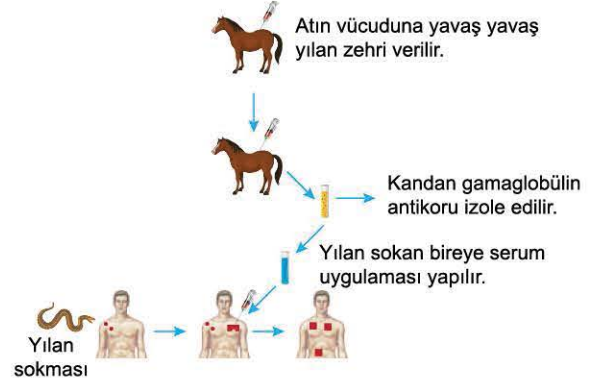 Atın vücuduna yavaş yavaş
yılan zehri verilir.
Kandan gamaglobülin
antikoru izole edilir.
Yılan sokan bireye serum
uygulaması yapılır.
Yılan
sokması